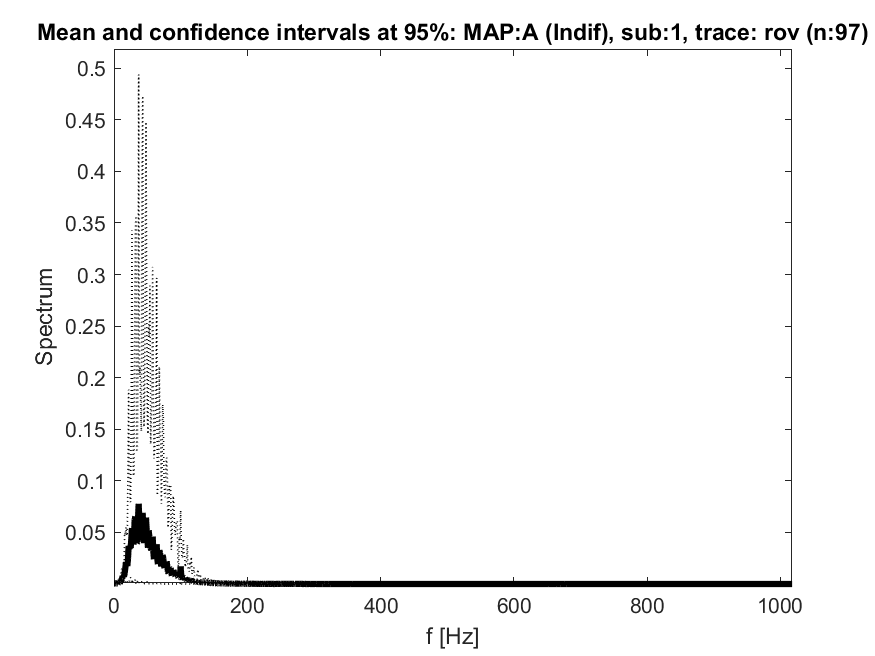 Mean and confidence intervals at 95%: MAP:A (Indif), sub:1, trace: rov (n:97)
0.5
0.45
0.4
0.35
0.3
0.25
0.2
0.15
0.1
0.05
Spectrum
0 200 400 600 800 1000
f [Hz]